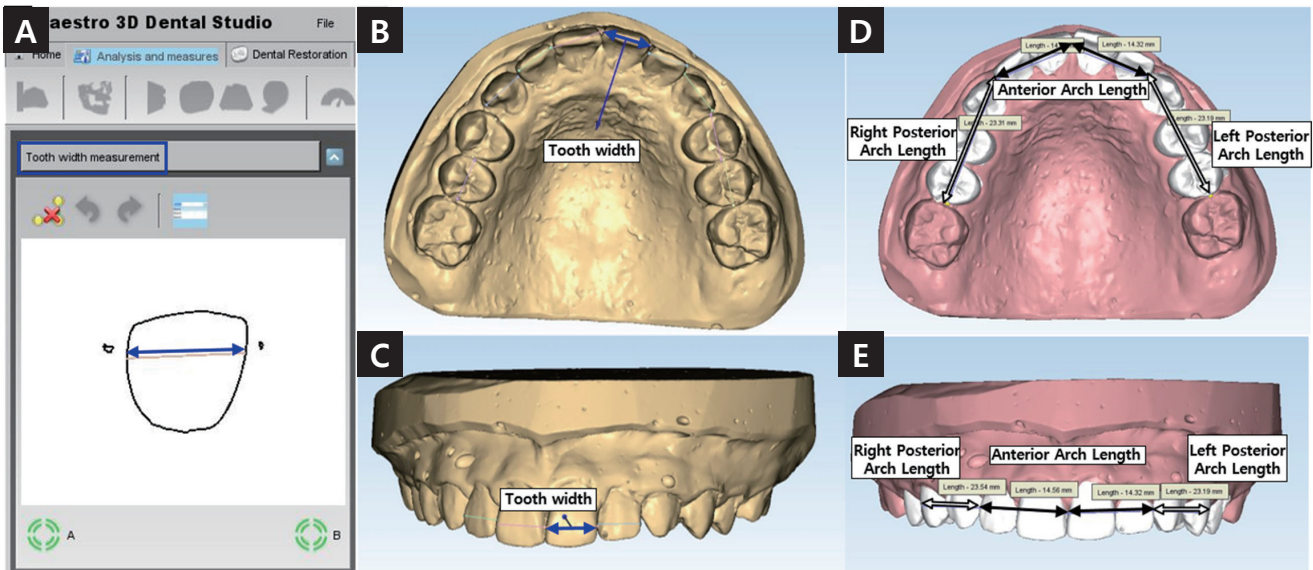 A
aestro 3D Dental Studio
File
Home
Analysis and measures
Dental Restoration
Tooth width measurement
A
B
B
Tooth width
C
Tooth width
D
Length - 14.32 mm
Anterior Arch Length
Length - 23.31 mm
Length - 23.19 mm
Right Posterior
Arch Length
Left Posterior
Arch Length
E
Right Posterior
Arch Length
Anterior Arch Length
Left Posterior
Arch Length
Length - 23.54 mm
Length - 14.56 mm
Length - 14.32 mm
Length - 23.19 mm